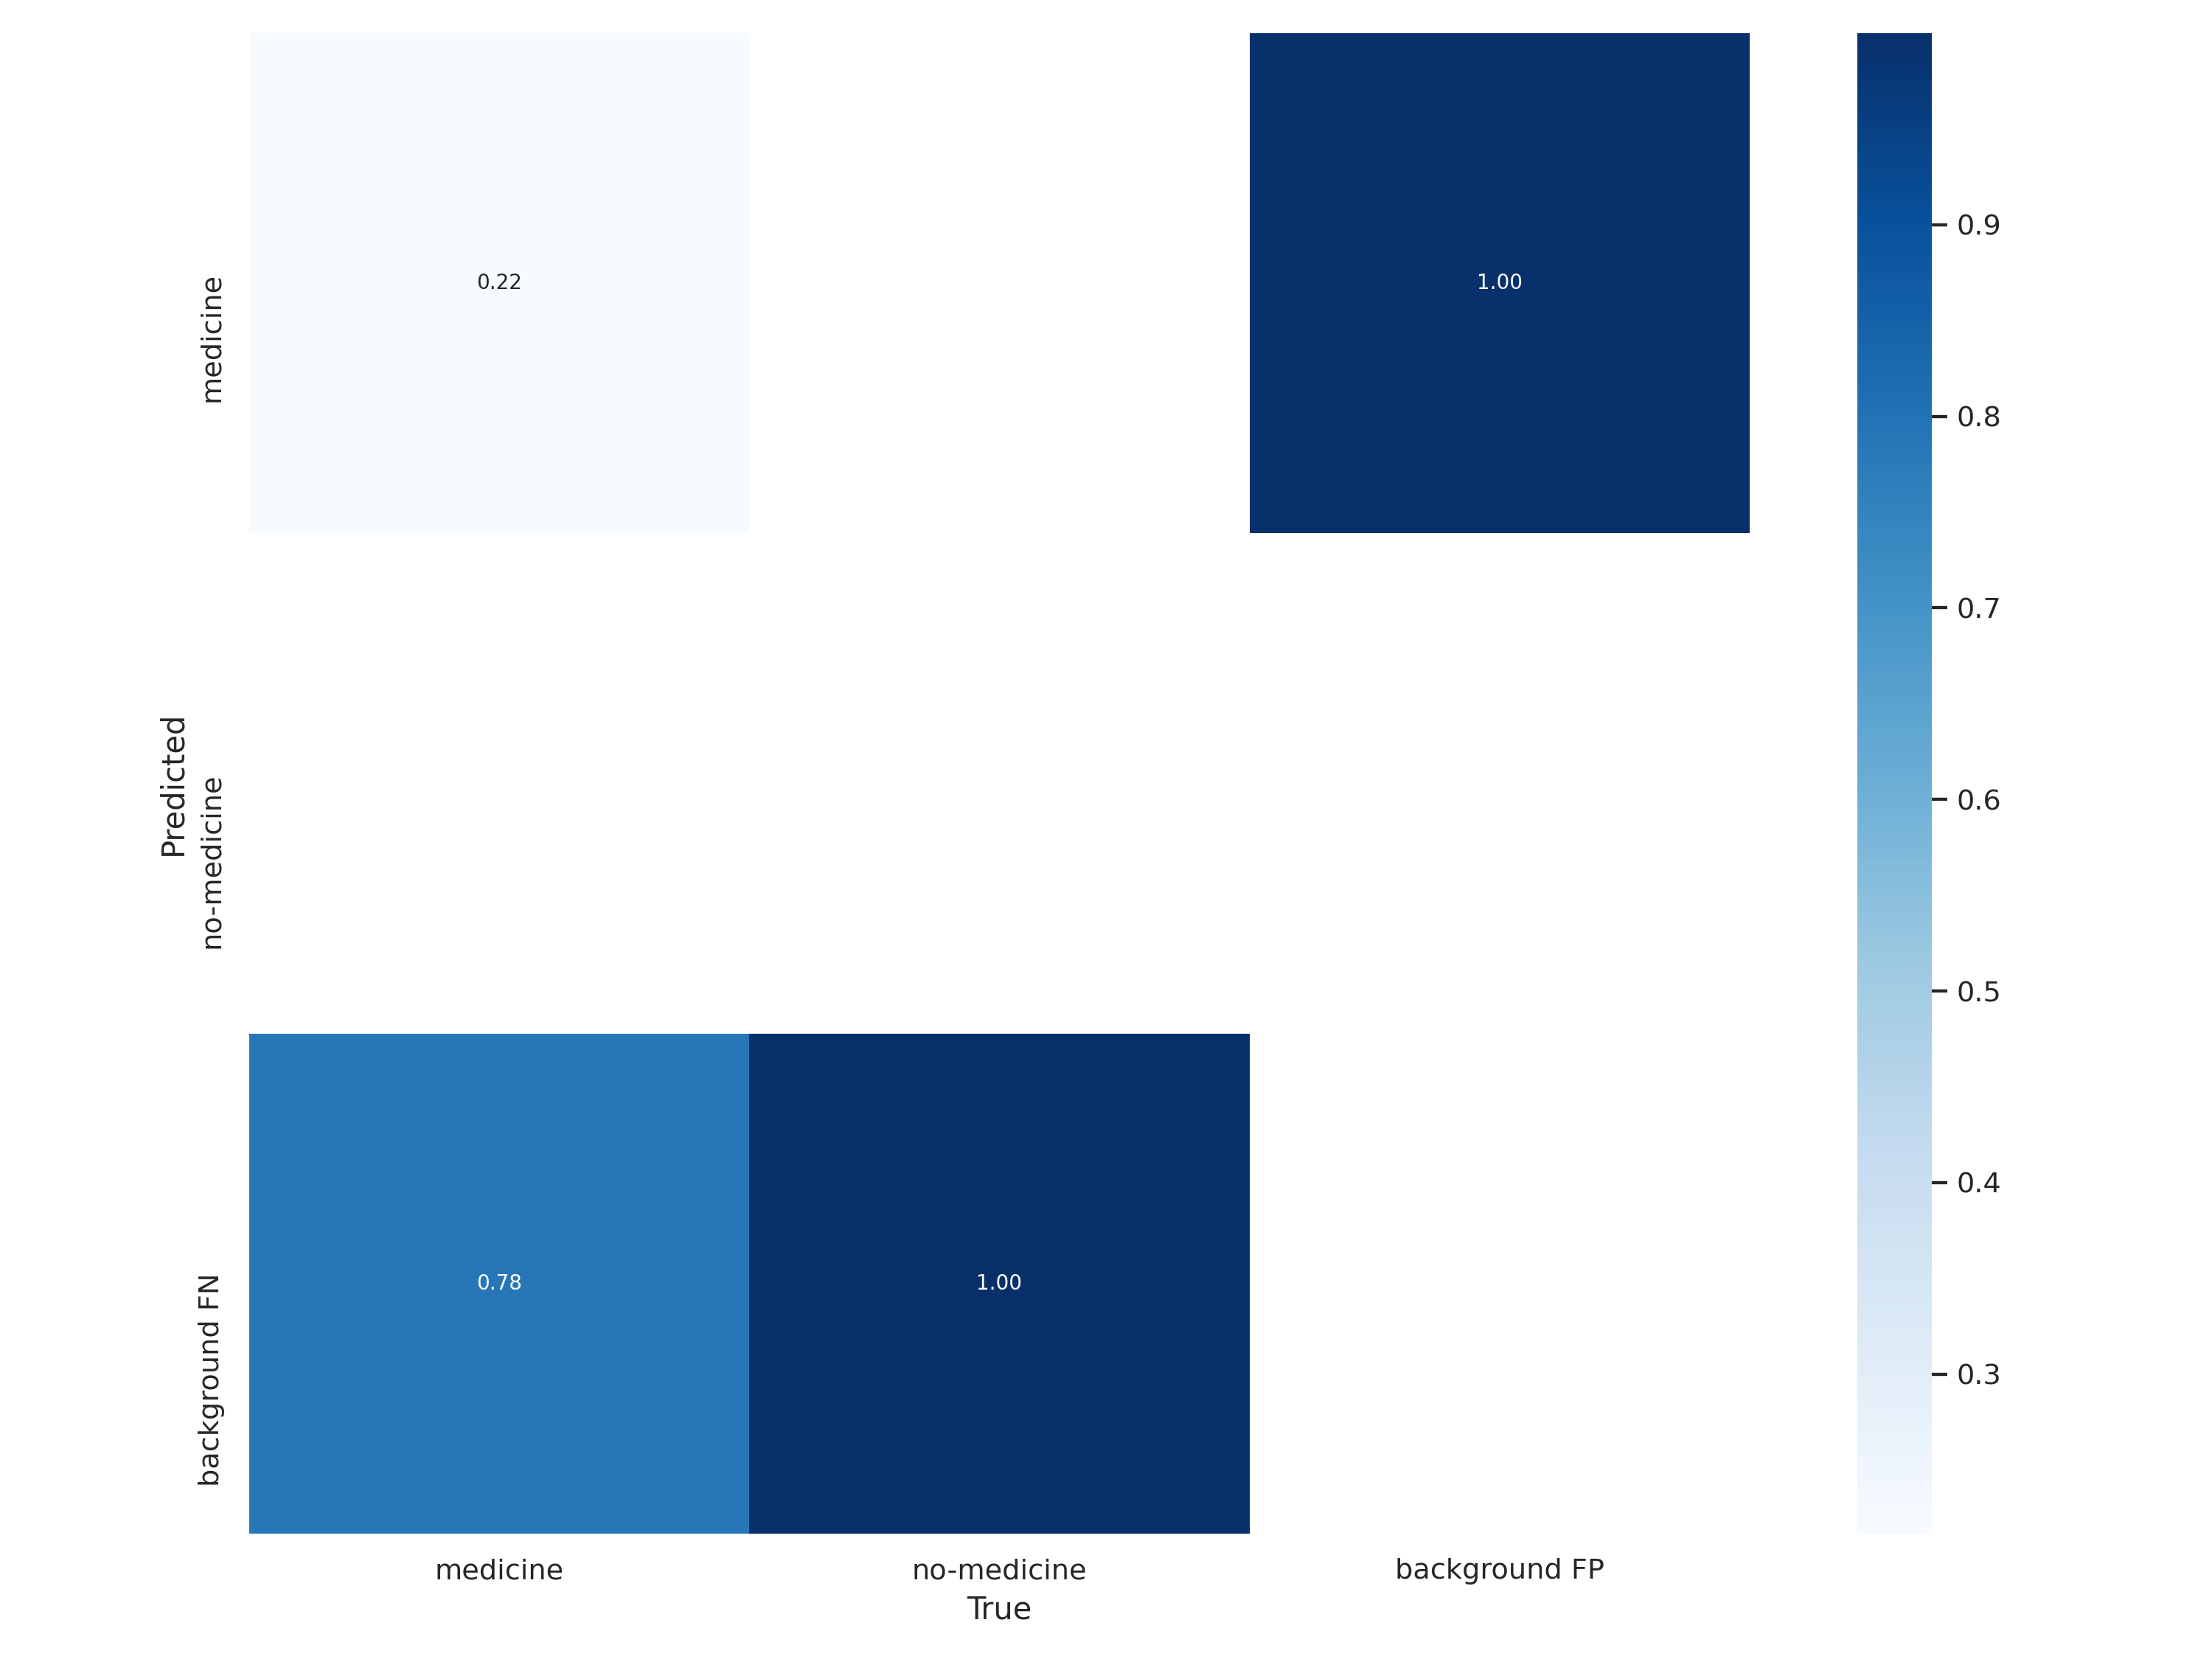 0.22
1.00
0.78
1.00
medicine
no-medicine
background FN
Predicted
medicine
no-medicine
background FP
True
0.9
0.8
0.7
0.6
0.5
0.4
0.3